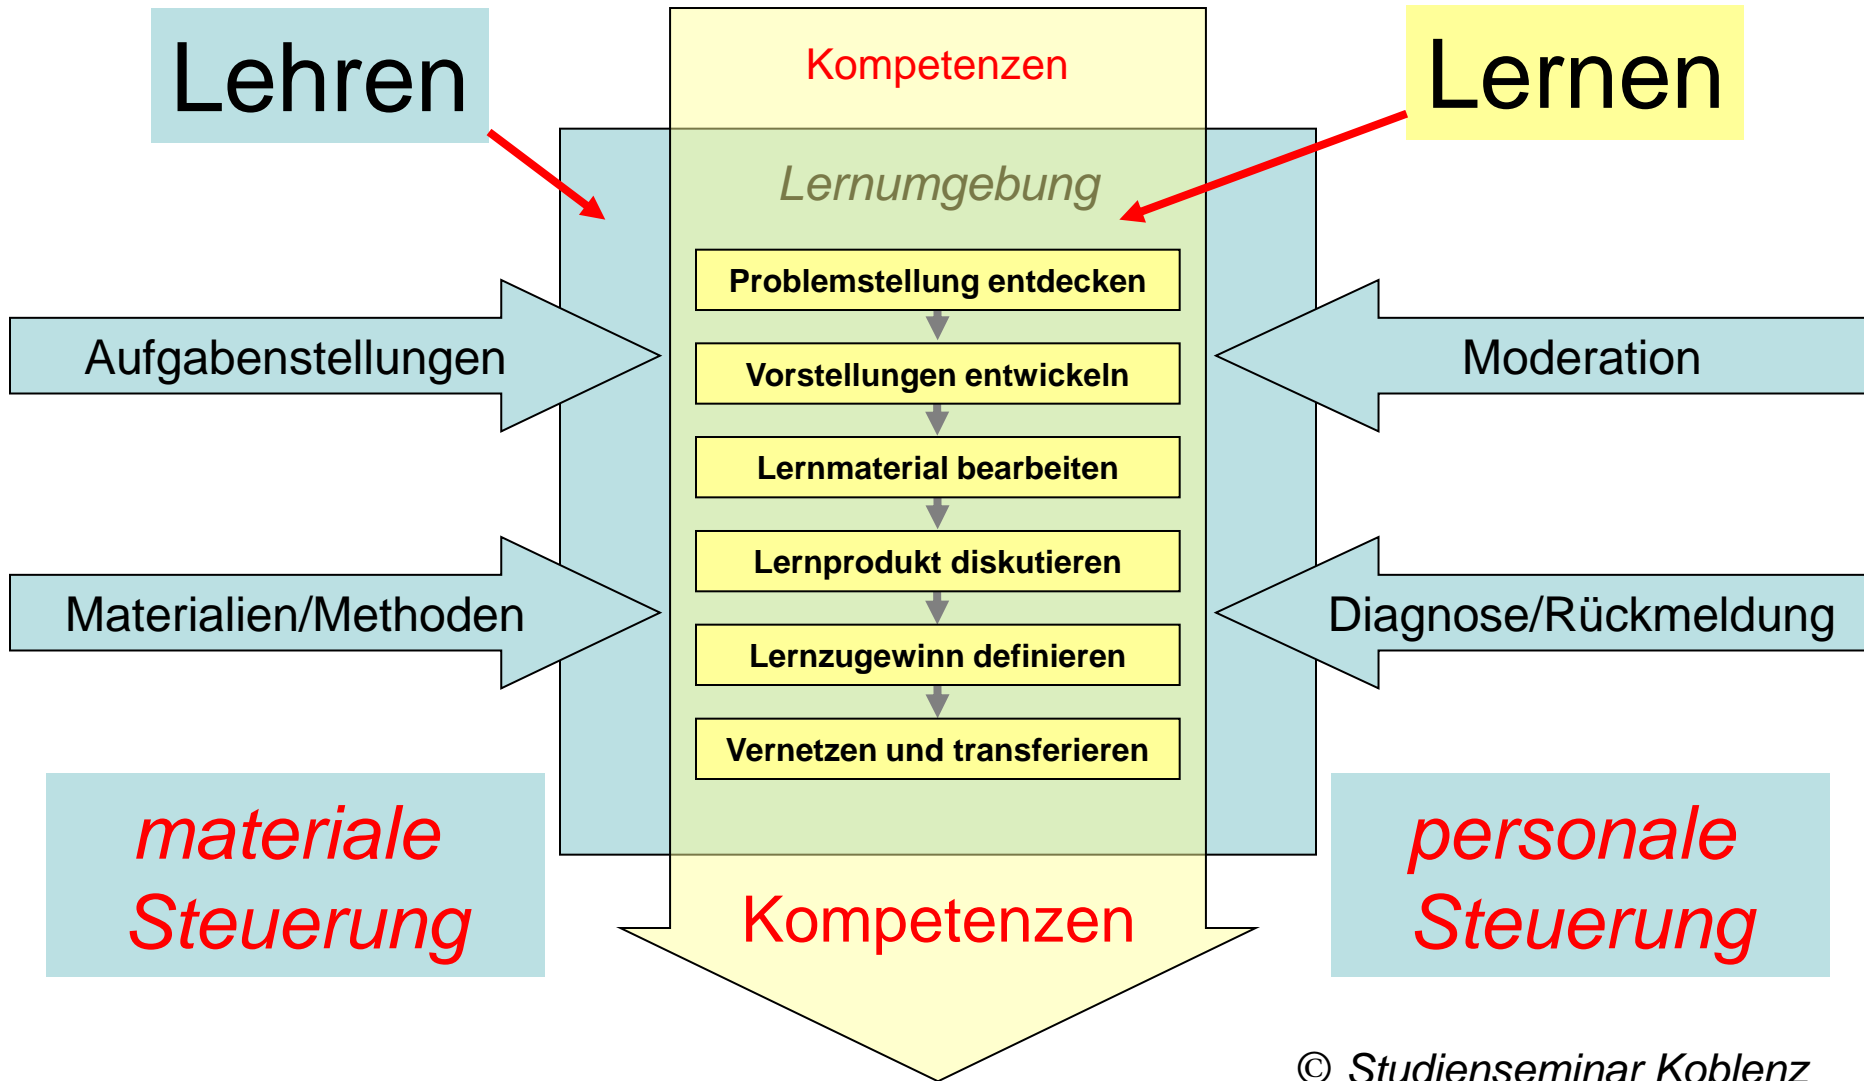 Lehren
Kompetenzen
Lernen
Lernumgebung
Problemstellung entdecken
Aufgabenstellungen
Vorstellungen entwickeln
Moderation
Lernmaterial bearbeiten
Lernprodukt diskutieren
Materialien/Methoden
Diagnose/Rückmeldung
Lernzugewinn definieren
Vernetzen und transferieren
materiale
Steuerung
Kompetenzen
personale
Steuerung
© Studienseminar Koblenz